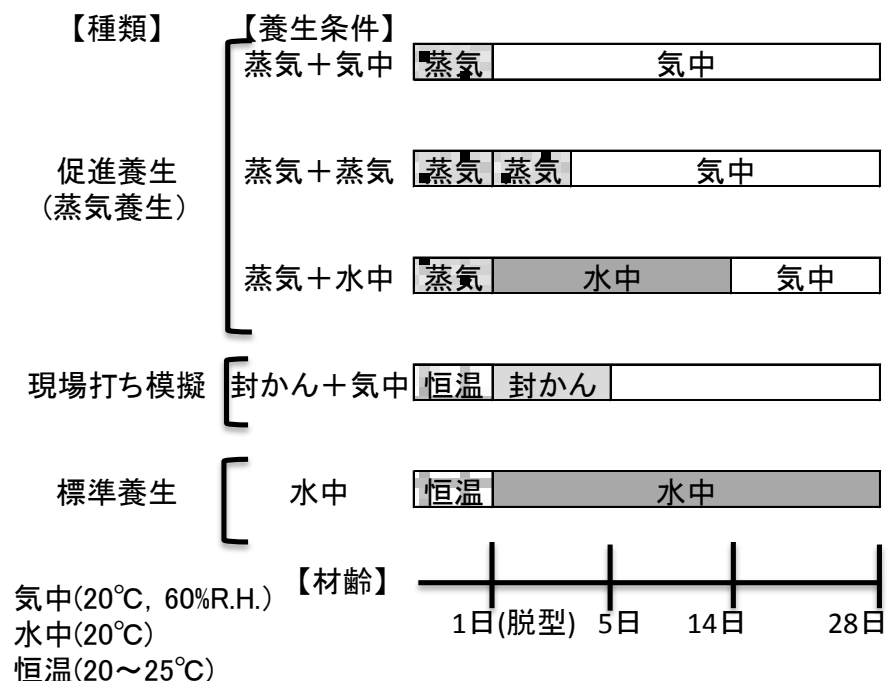 【種類】 【養生条件】
蒸気＋気中 蒸気 気中
促進養生
(蒸気養生)
蒸気＋蒸気 蒸気 蒸気 気中
蒸気＋水中 蒸気 水中 気中
現場打ち模擬 封かん＋気中 恒温 封かん
標準養生 水中 恒温 水中
【材齢】
1日(脱型) 5日 14日 28日
気中(20℃, 60%R.H.)
水中(20℃)
恒温(20～25℃)